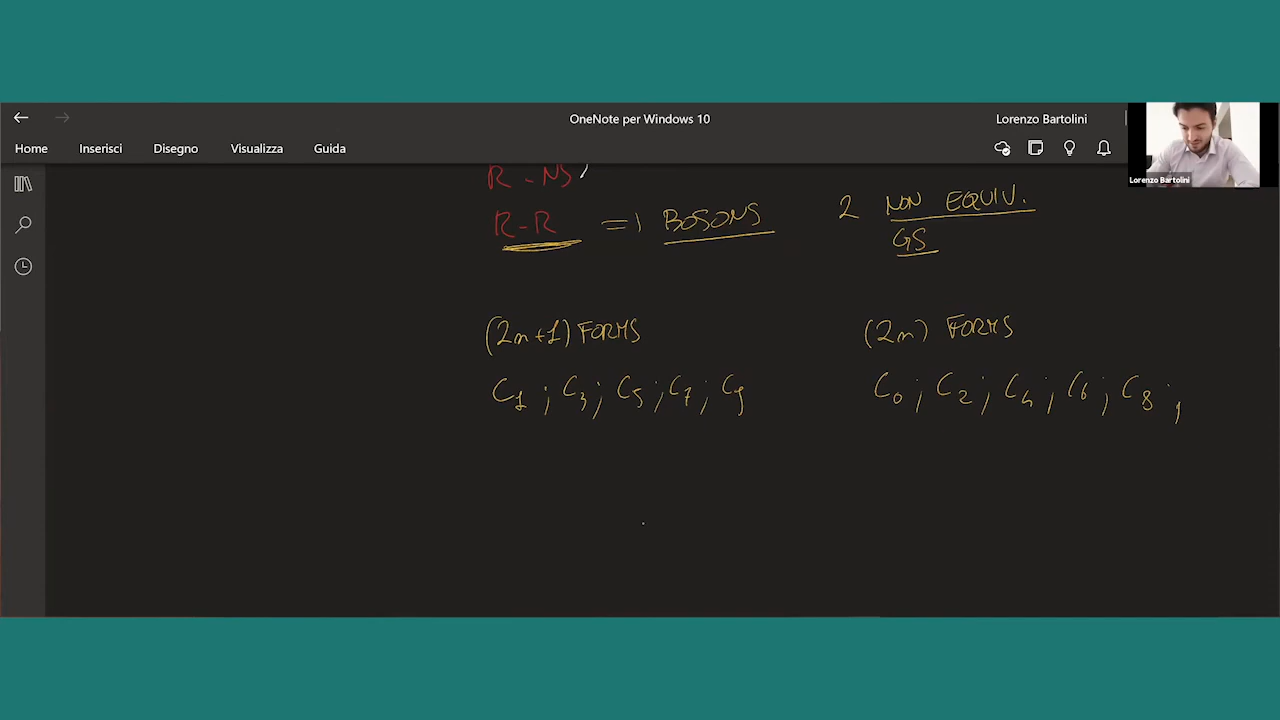 OneNote per Windows 10
Lorenzo Bartolini
Home Inserisci Disegno Visualizza Guida
Lorenzo Bartolini
R-NS
R-R => BOSONS
2 NON EQUIV.
GS
(2n+1) FORMS
(2n) FORMS
C1; C3; C5; C7; C9
C0; C2; C4; C6; C8;